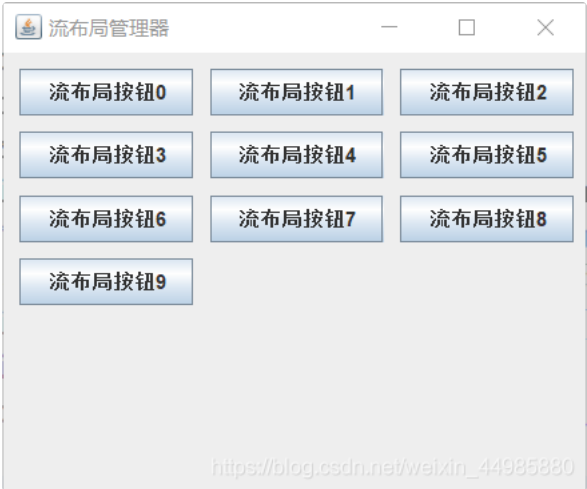 流布局管理器
流布局按钮0 流布局按钮1 流布局按钮2
流布局按钮3 流布局按钮4 流布局按钮5
流布局按钮6 流布局按钮7 流布局按钮8
流布局按钮9
https://blog.csdn.net/weixin_44985880